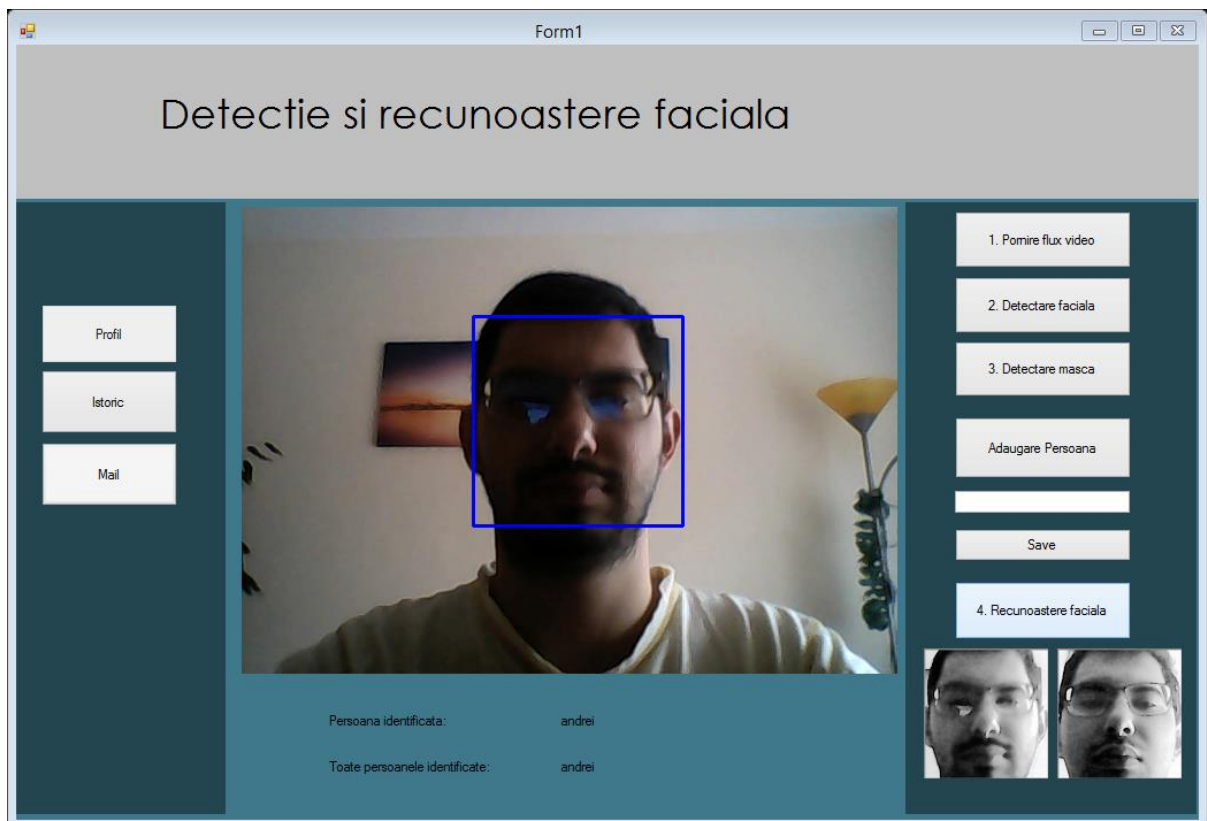 Form1
Detectie si recunoastere faciala
Profil
Istoric
Mail
1. Pornire flux video
2. Detectare faciala
3. Detectare masca
Adaugare Persoana
Save
4. Recunoastere faciala
Persoana identificata: andrei
Toate persoanele identificate: andrei